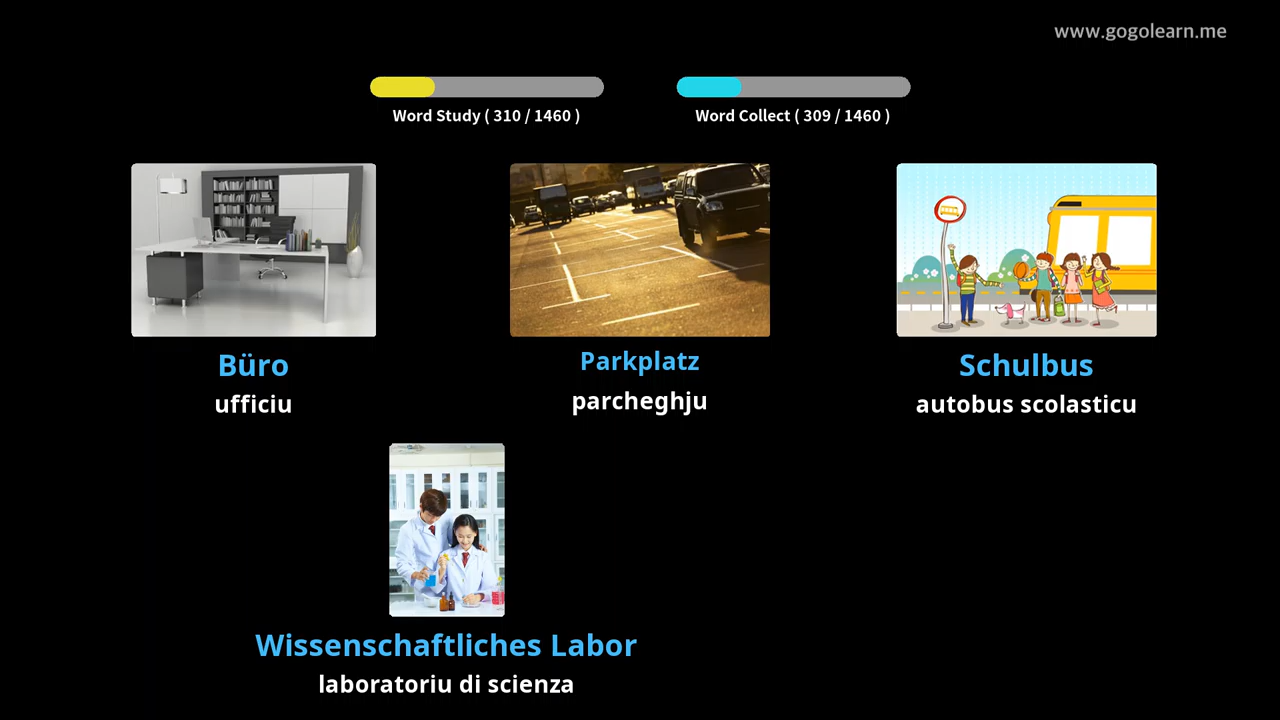 www.gogolearn.me
Word Study ( 310 / 1460 )
Word Collect ( 309 / 1460 )
Büro
ufficiu
Parkplatz
parcheghju
Schulbus
autobus scolasticu
Wissenschaftliches Labor
laboratoriu di scienza